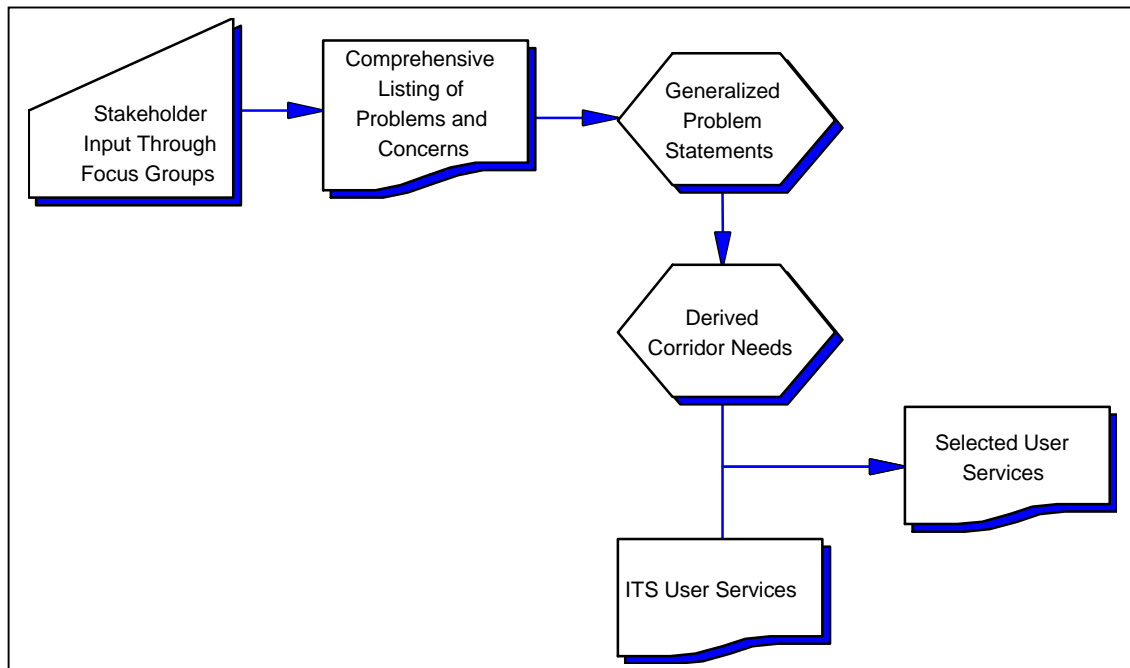 Stakeholder
Input Through
Focus Groups
Comprehensive
Listing of
Problems and
Concerns
Generalized
Problem
Statements
Derived
Corridor Needs
Selected User
Services
ITS User Services